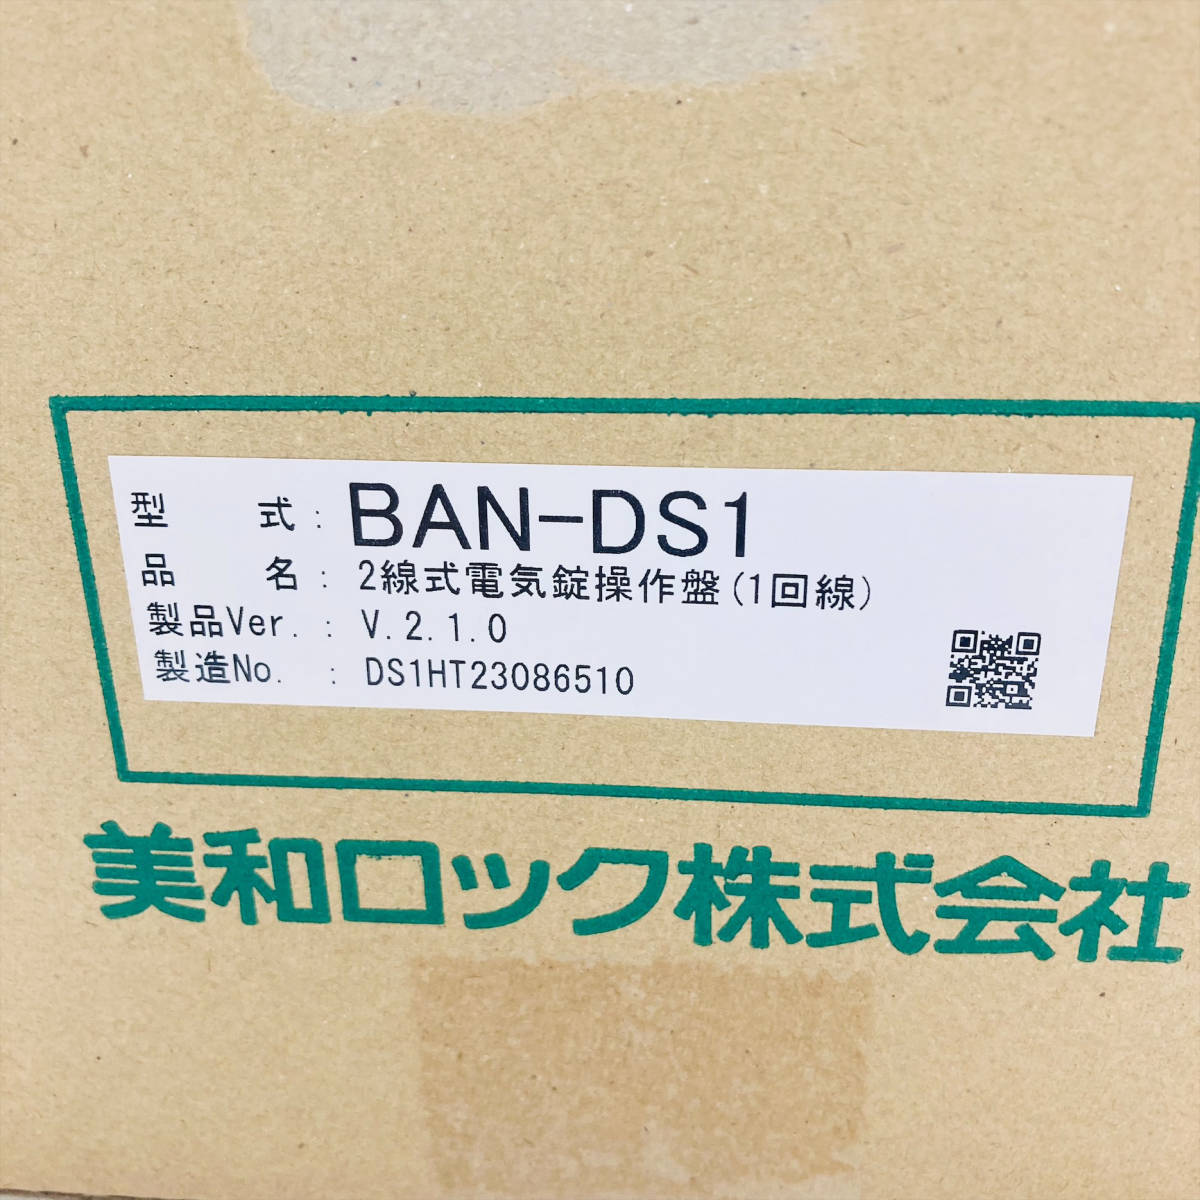 型　　式: BAN-DS1
品　　名: 2線式電気錠操作盤(1回線)
製品Ver. : V.2.1.0
製造No. : DS1HT23086510
美和ロック株式会社